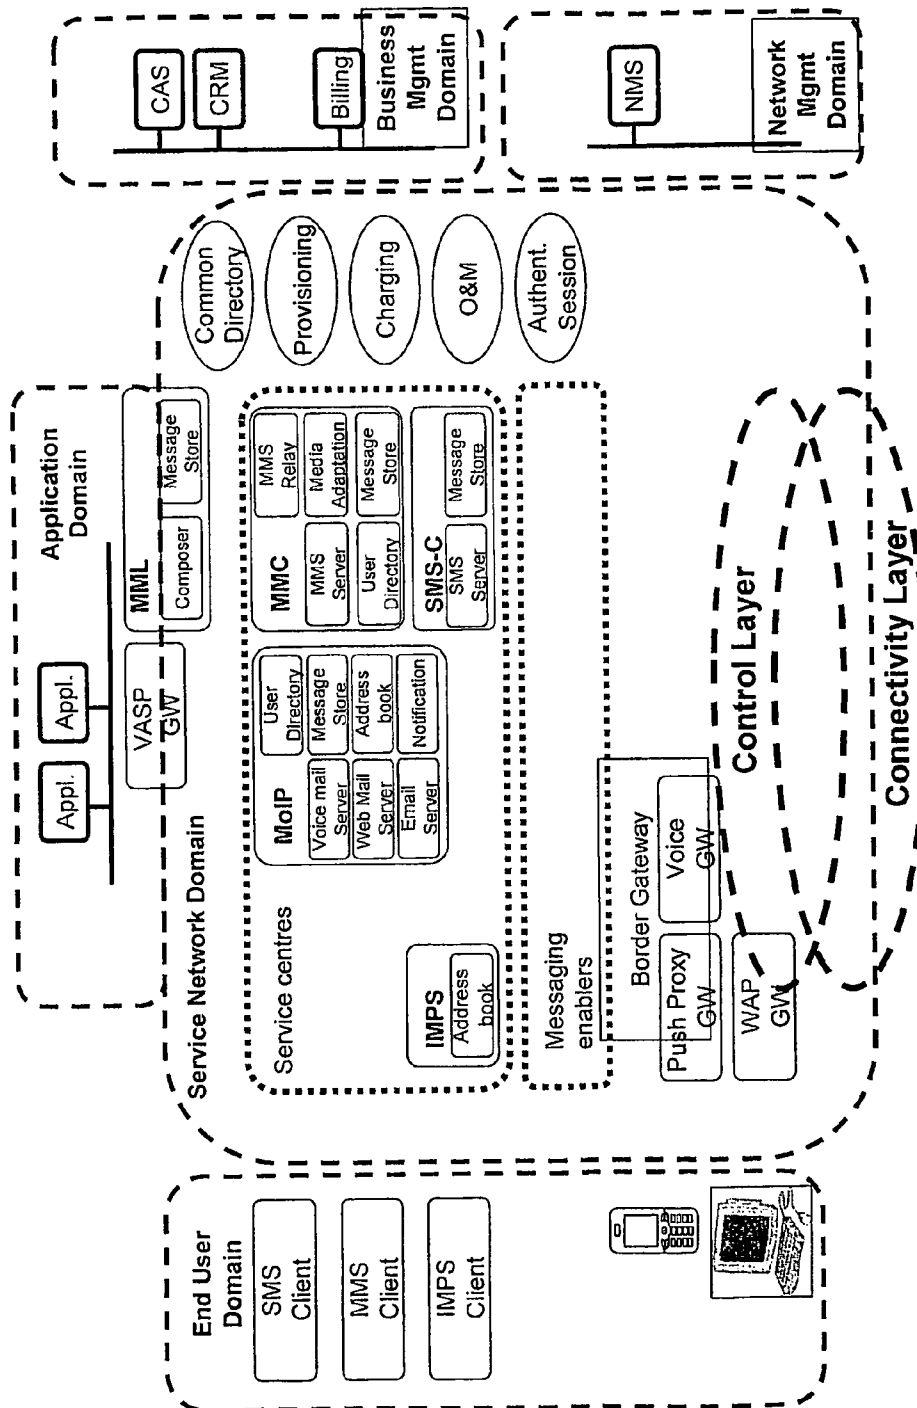 Application
Domain
Appl.
Appl.
VASP
GW
MML
Composer
Message
Store
End User
Domain
SMS
Client
MMS
Client
IMPS
Client
Service Network Domain
Service centres
IMPS
Address
book
MoIP
User
Directory
Voice mail
Server
Message
Store
Web Mail
Server
Address
book
Email
Server
Notification
MMC
MMS
Relay
MMS
Server
Media
Adaptation
User
Directory
Message
Store
SMS-C
SMS
Server
Message
Store
Messaging
enablers
Border Gateway
Push Proxy
GW
Voice
GW
WAP
GW
Control Layer
Connectivity Layer
Common
Directory
Provisioning
Charging
O&M
Authent.
Session
CAS
CRM
Billing
Business
Mgmt
Domain
NMS
Network
Mgmt
Domain